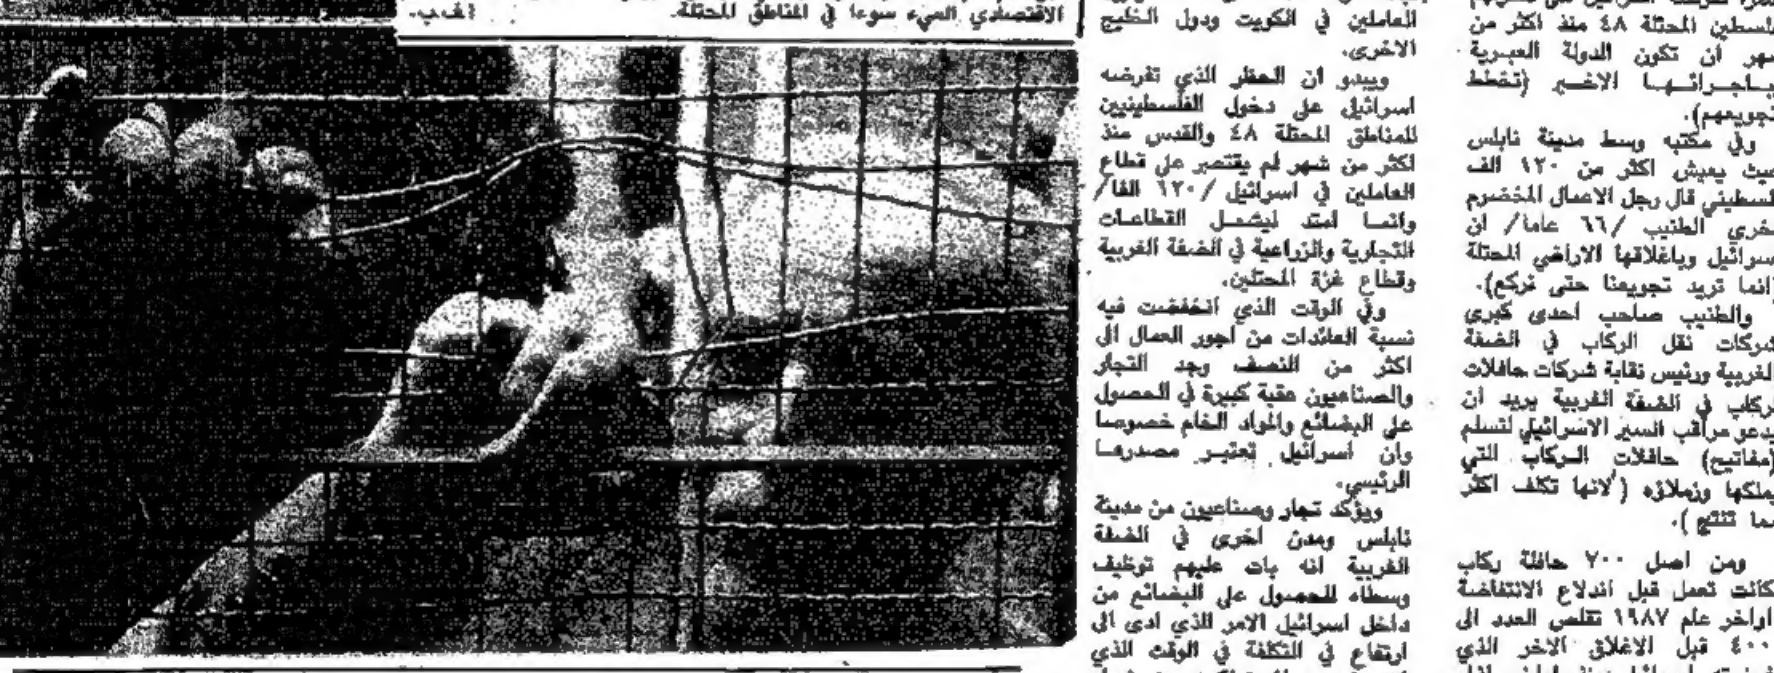 فلسطين المحتلة ٤٨ منذ اكثر من
شهر ان تكون الدولة العبرية
باجرائها الاخير (تخطط
لتجويعهم).
وفي مكتبه وسط مدينة نابلس
حيث يعيش اكثر من ١٢٠ الف
فلسطيني قال رجل الاعمال المخضرم
فخري الطنيب /٦٦ عاما/ ان
اسرائيل وباغلاقها الاراضي المحتلة
(انما تريد تجويعنا حتى نركع).
والطنيب صاحب احدى كبرى
شركات نقل الركاب في الضفة
الغربية ورئيس نقابة شركات حافلات
الركاب في الضفة الغربية يريد ان
يدعو مراقب السير الاسرائيلي لتسلم
(مفاتيح) حافلات الركاب التي
يملكها وزملاؤه (لانها تكلف اكثر
مما تنتج).
ومن اصل ٧٠٠ حافلة ركاب
كانت تعمل قبل اندلاع الانتفاضة
اواخر علم ١٩٨٧ تقلص العدد الى
٤٠٠ قبل الاغلاق الاخر الذي
العاملين في الكويت ودول الخليج
الاخرى.
ويبدو ان الحظر الذي تفرضه
اسرائيل على دخول الفلسطينيين
للمناطق المحتلة ٤٨ والقدس منذ
اكثر من شهر لم يقتصر على قطاع
العاملين في اسرائيل /١٢٠ الفا/
وانما امتد ليشمل القطاعات
التجارية والزراعية في الضفة الغربية
وقطاع غزة المحتلين.
وفي الوقت الذي انخفضت فيه
نسبة العائدات من اجور العمال الى
اكثر من النصف وجد التجار
والصناعيون عقبة كبيرة في الحصول
على البضائع والمواد الخام خصوصا
وان اسرائيل تعتبر مصدرها
الرئيسي.
ويؤكد تجار وصناعيون من مدينة
نابلس ومدن اخرى في الضفة
الغربية انه بات عليهم توظيف
وسطاء للحصول على البضائع من
داخل اسرائيل الامر الذي ادى الى
ارتفاع في التكلفة في الوقت الذي
الاقتصادي السيء سوءا في المناطق المحتلة.